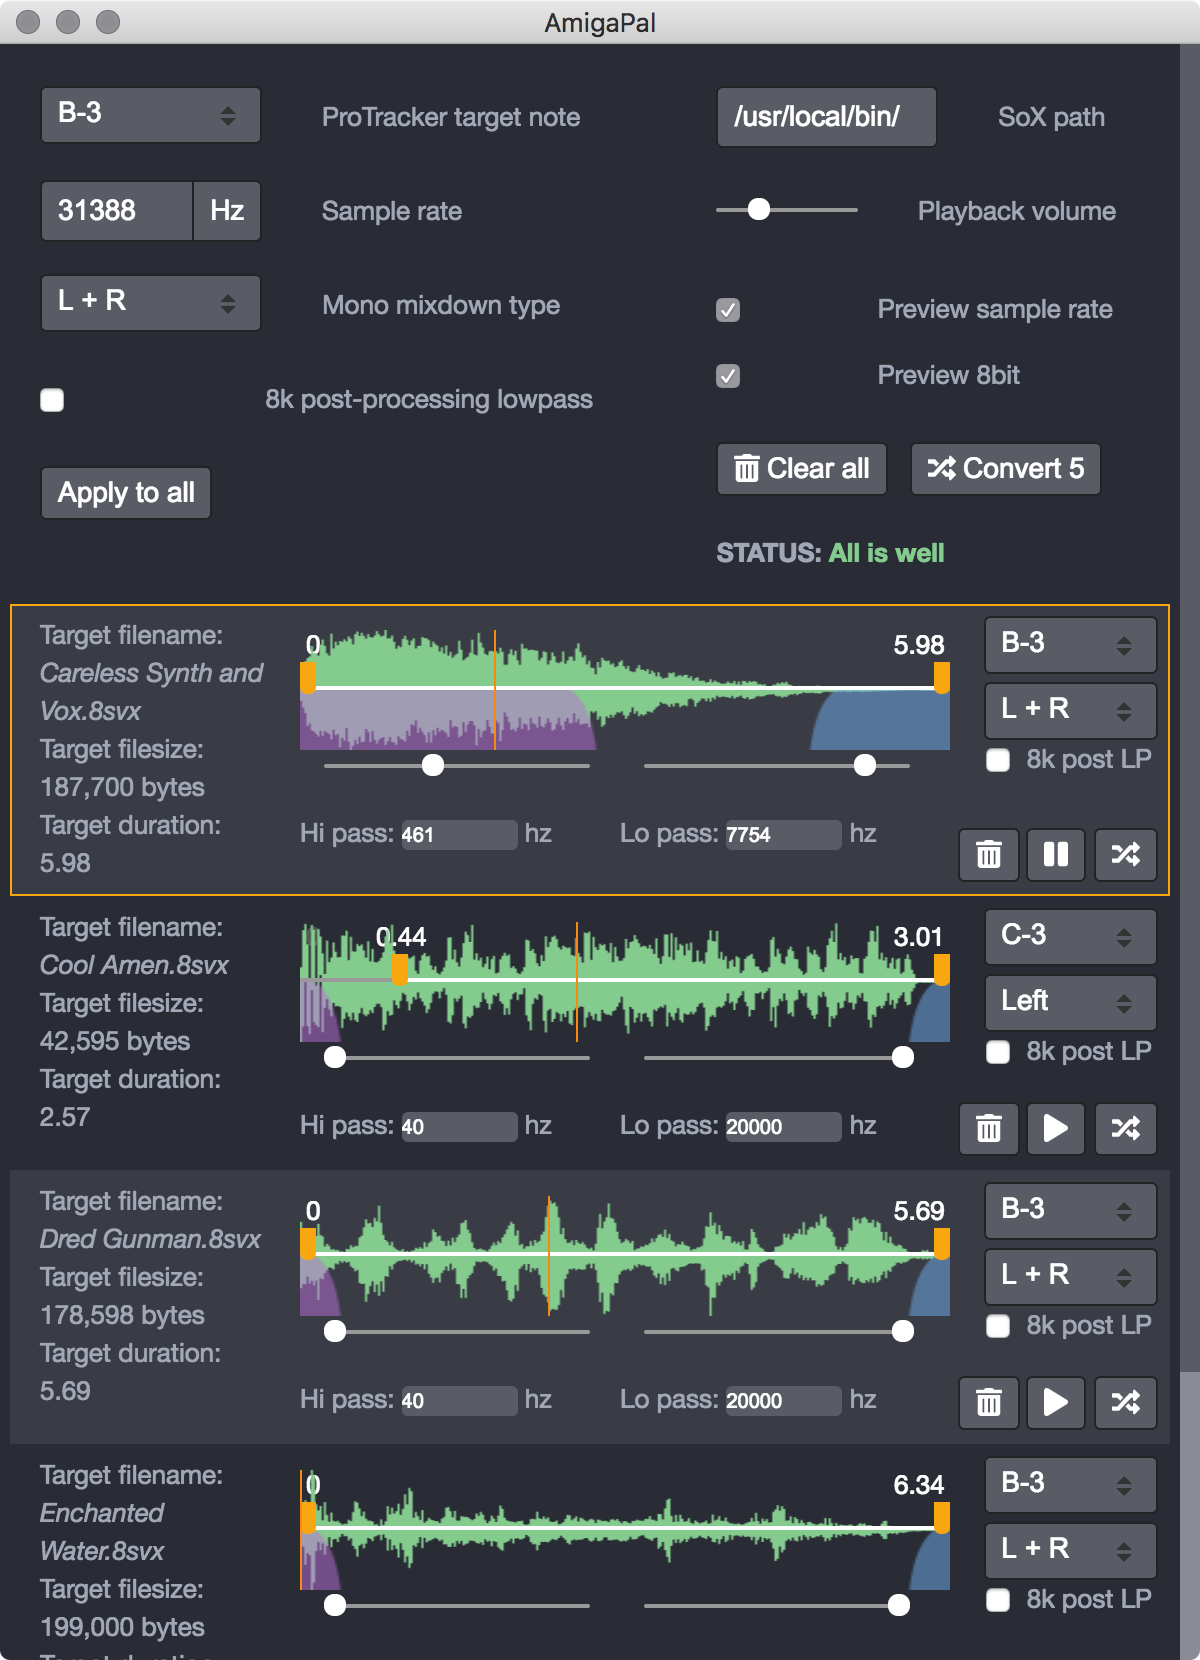 AmigaPal
B-3
ProTracker target note
/usr/local/bin/
SoX path
31388
Hz
Sample rate
Playback volume
L + R
Mono mixdown type
Preview sample rate
Preview 8bit
8k post-processing lowpass
Clear all
Convert 5
Apply to all
STATUS: All is well
Target filename:
Careless Synth and
Vox.8svx
Target filesize:
187,700 bytes
Target duration:
5.98
0
5.98
Hi pass: 461 hz
Lo pass: 7754 hz
B-3
L + R
8k post LP
Target filename:
Cool Amen.8svx
Target filesize:
42,595 bytes
Target duration:
2.57
0.44
3.01
Hi pass: 40 hz
Lo pass: 20000 hz
C-3
Left
8k post LP
Target filename:
Dred Gunman.8svx
Target filesize:
178,598 bytes
Target duration:
5.69
0
5.69
Hi pass: 40 hz
Lo pass: 20000 hz
B-3
L + R
8k post LP
Target filename:
Enchanted
Water.8svx
Target filesize:
199,000 bytes
Target duration
0
6.34
B-3
L + R
8k post LP